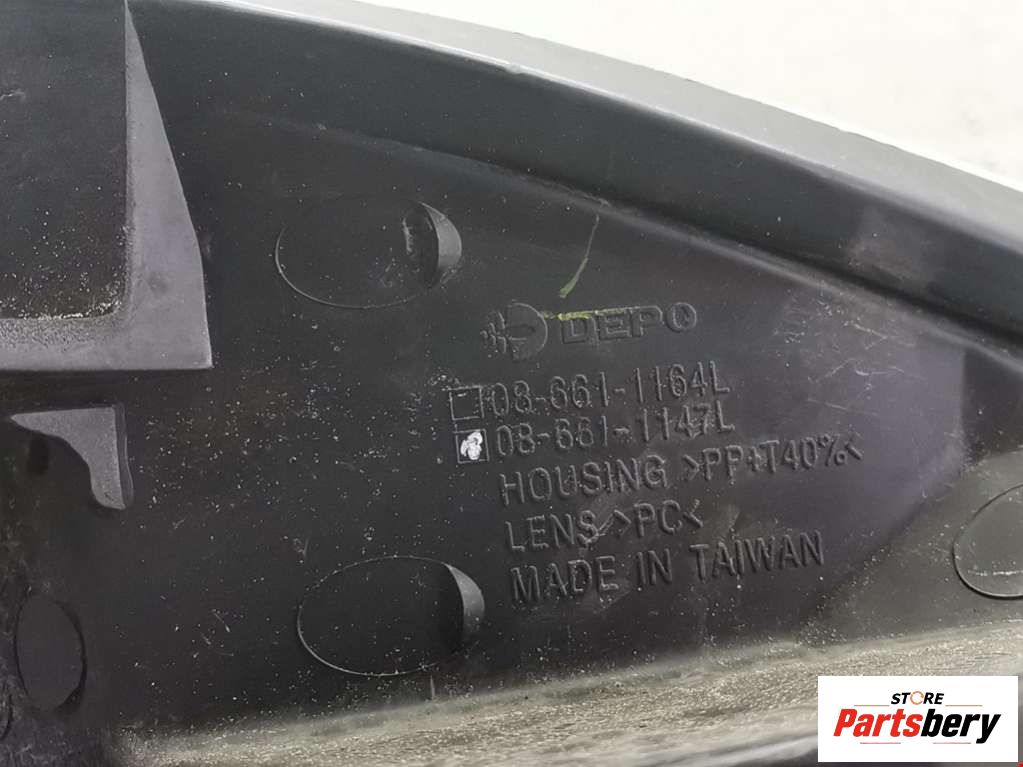 DEPO
08-661-1164L
08-661-1147L
HOUSING >PP+T40%<
LENS >PC<
MADE IN TAIWAN
STORE
Partsbery